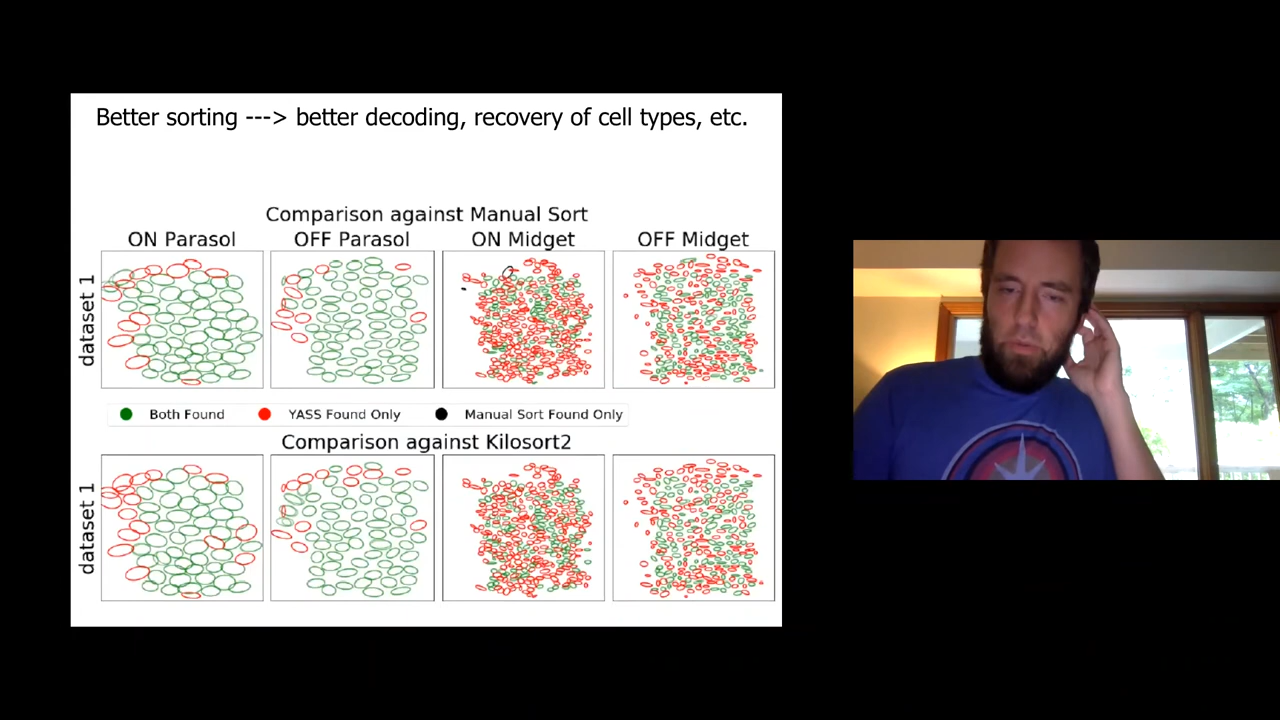 Better sorting ---> better decoding, recovery of cell types, etc.
Comparison against Manual Sort
ON Parasol OFF Parasol ON Midget OFF Midget
dataset 1
Both Found YASS Found Only Manual Sort Found Only
Comparison against Kilosort2
dataset 1